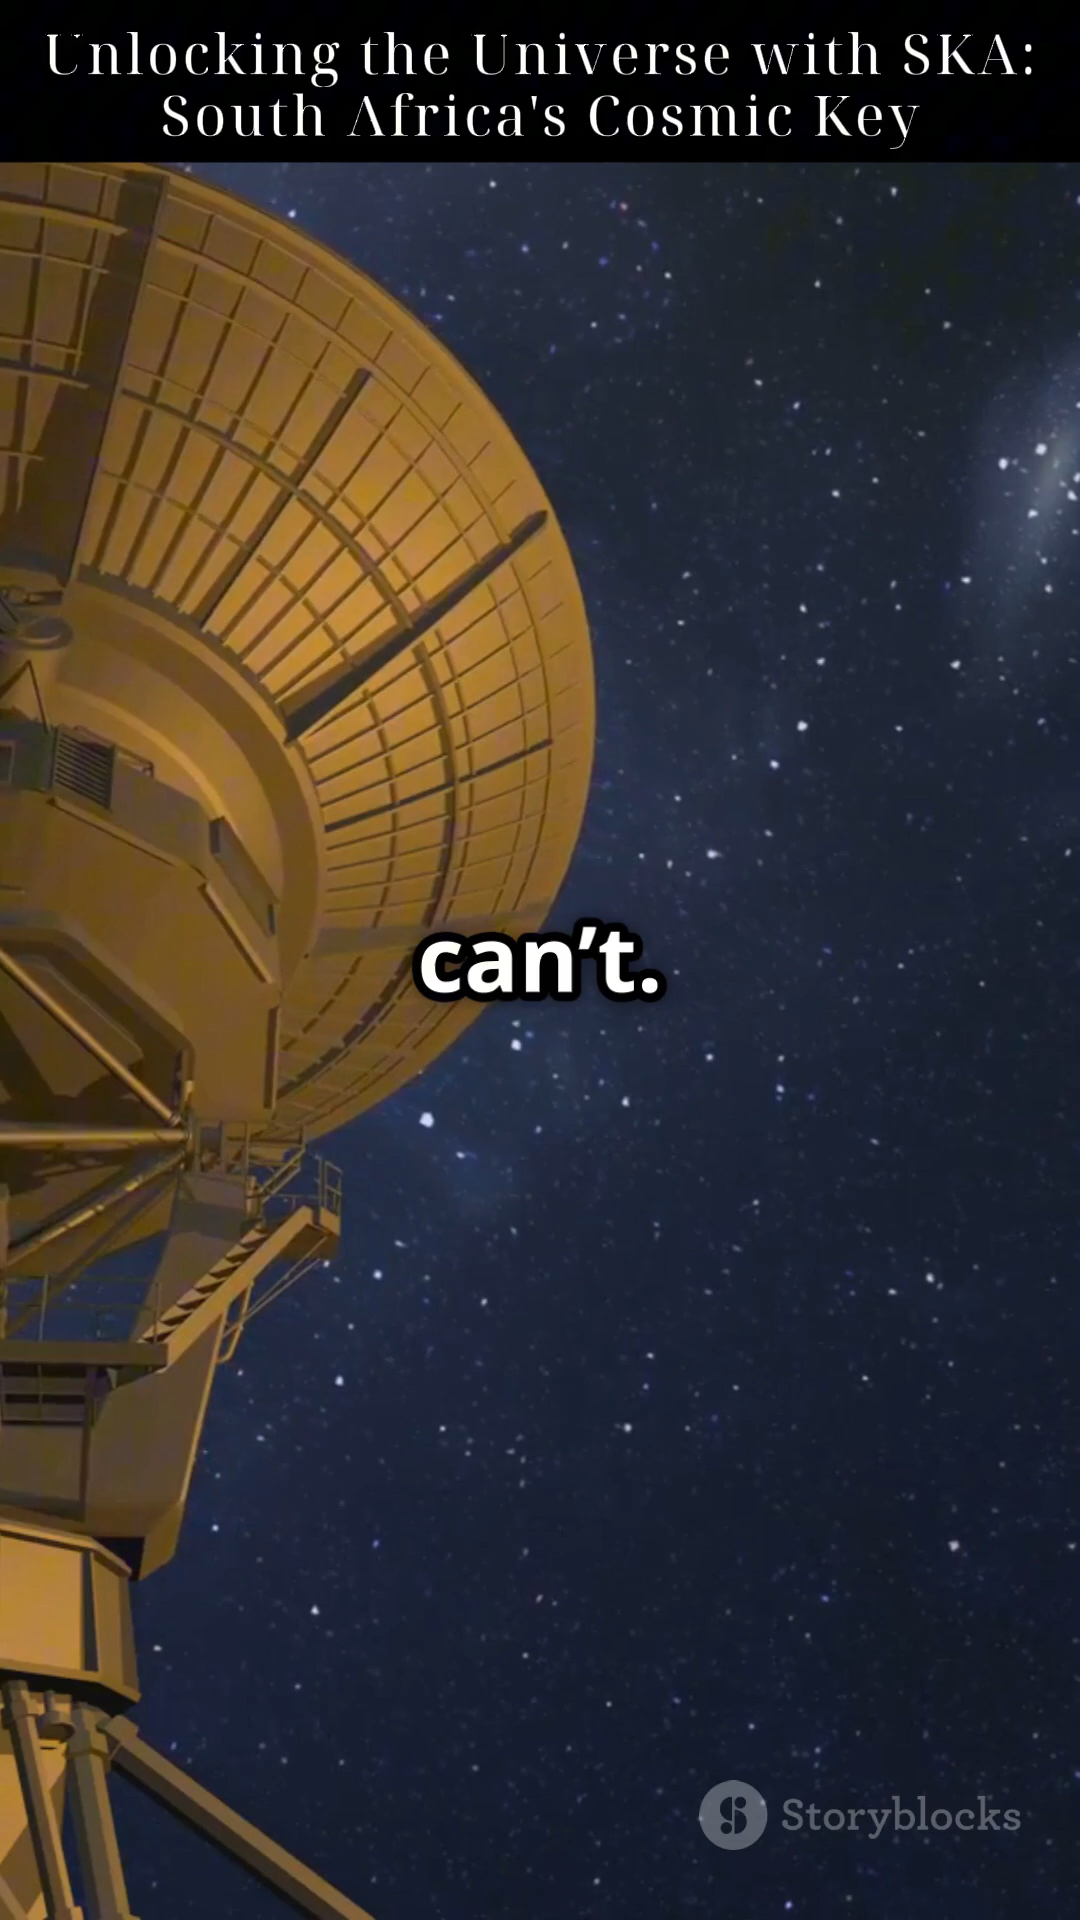 Unlocking the Universe with SKA:
South Africa's Cosmic Key
can’t.
Storyblocks